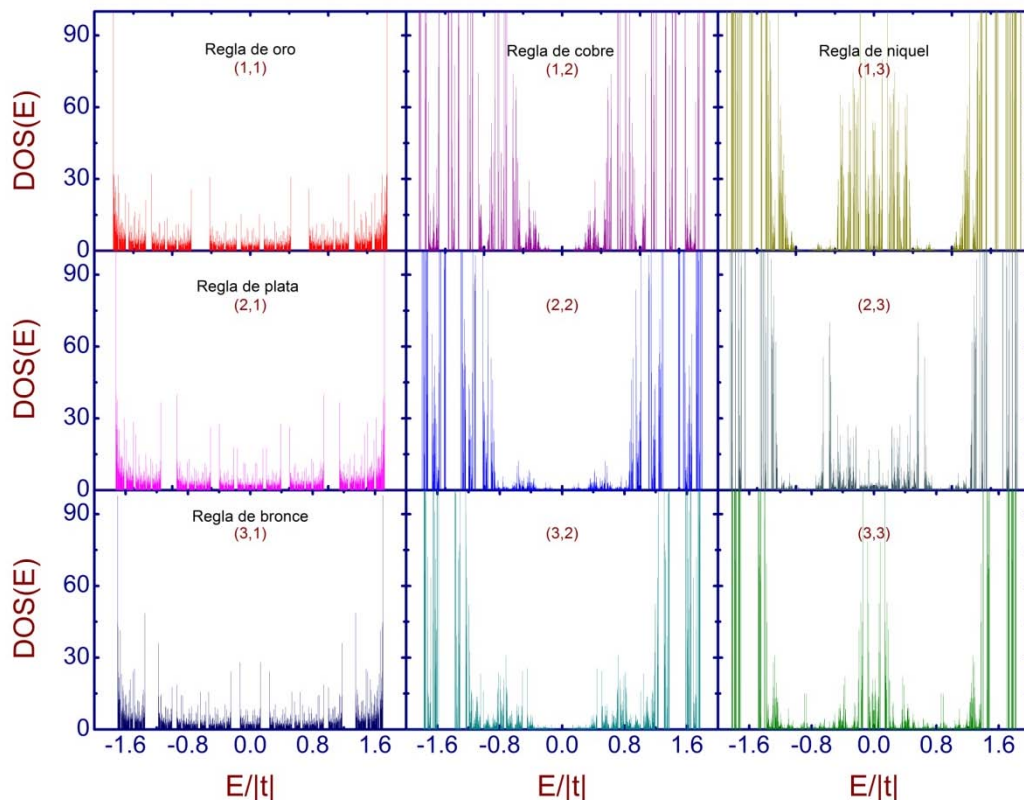 90
60
30
0
DOS(E)
Regla de oro
(1,1)
Regla de cobre
(1,2)
Regla de niquel
(1,3)
90
60
30
0
DOS(E)
Regla de plata
(2,1)
(2,2)
(2,3)
90
60
30
0
DOS(E)
Regla de bronce
(3,1)
(3,2)
(3,3)
-1.6 -0.8 0.0 0.8 1.6
-1.6 -0.8 0.0 0.8 1.6
-1.6 -0.8 0.0 0.8 1.6
E/|t|
E/|t|
E/|t|